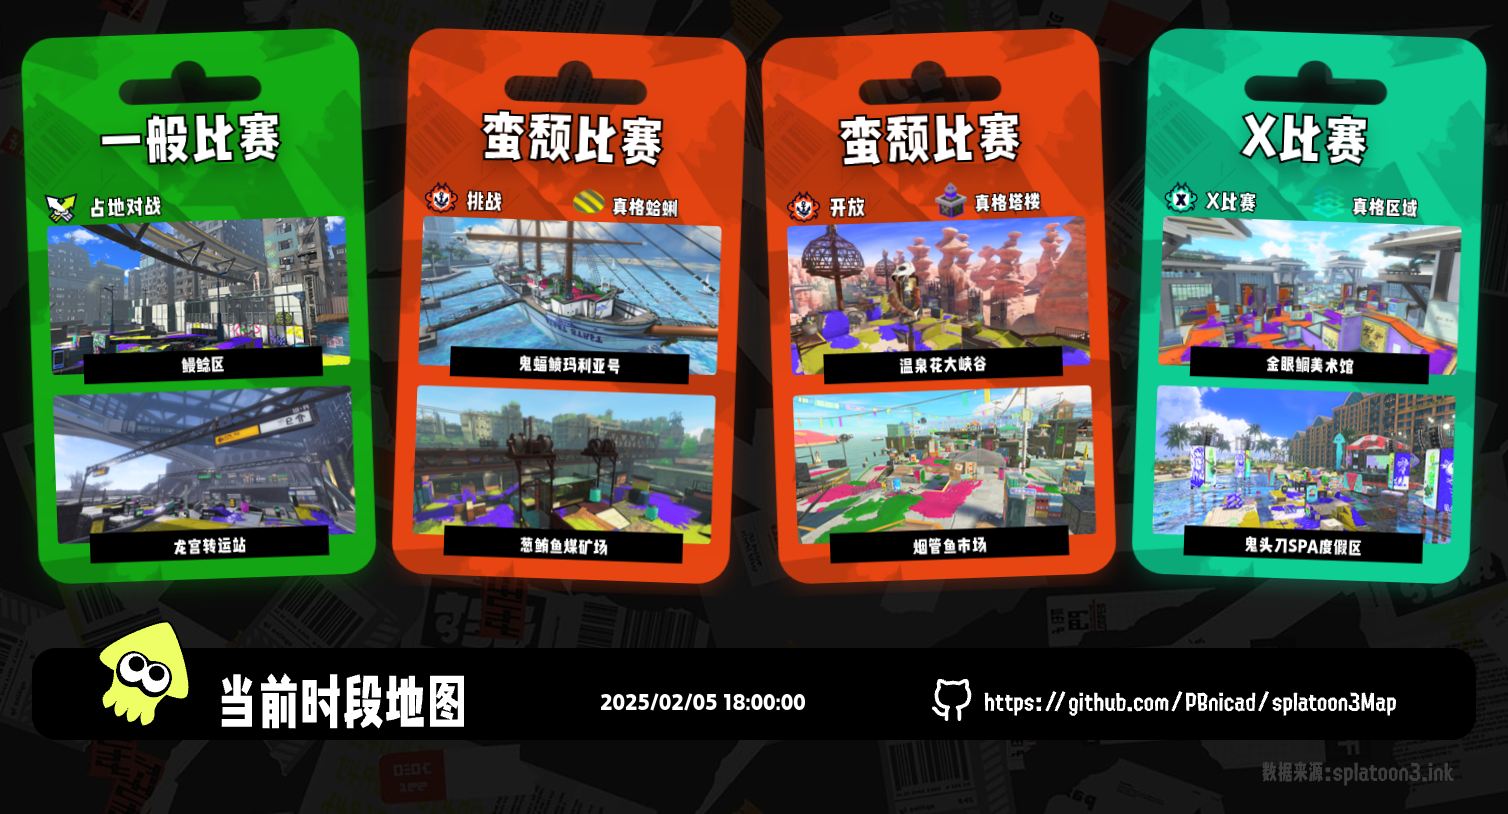 一般比赛
占地对战
鳗鲶区
龙宫转运站
蛮颓比赛
挑战
真格蛤蜊
鬼蝠鲼玛利亚号
葱鲔鱼煤矿场
蛮颓比赛
开放
真格塔楼
温泉花大峡谷
烟管鱼市场
X比赛
X比赛
真格区域
金眼鲷美术馆
鬼头刀SPA度假区
当前时段地图
2025/02/05 18:00:00
https://github.com/PBnicad/splatoon3Map
数据来源:splatoon3.ink